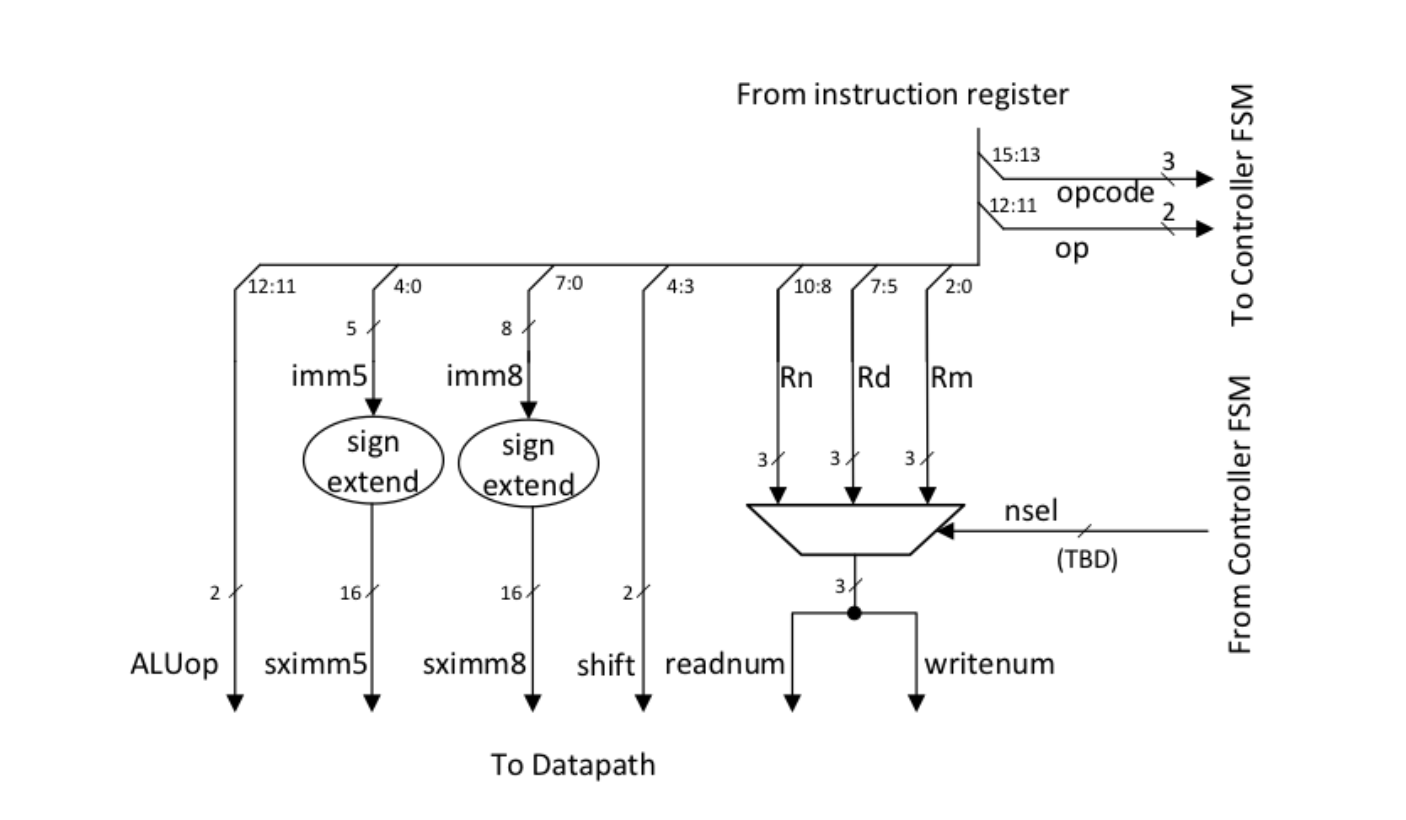 From instruction register
To Controller FSM
15:13
3
opcode
12:11
2
op
12:11
4:0
7:0
4:3
10:8
7:5
2:0
5
8
imm5
imm8
Rn
Rd
Rm
From Controller FSM
sign
extend
sign
extend
3
3
3
nsel
(TBD)
2
16
16
2
3
ALUop
sximm5
sximm8
shift
readnum
writenum
To Datapath